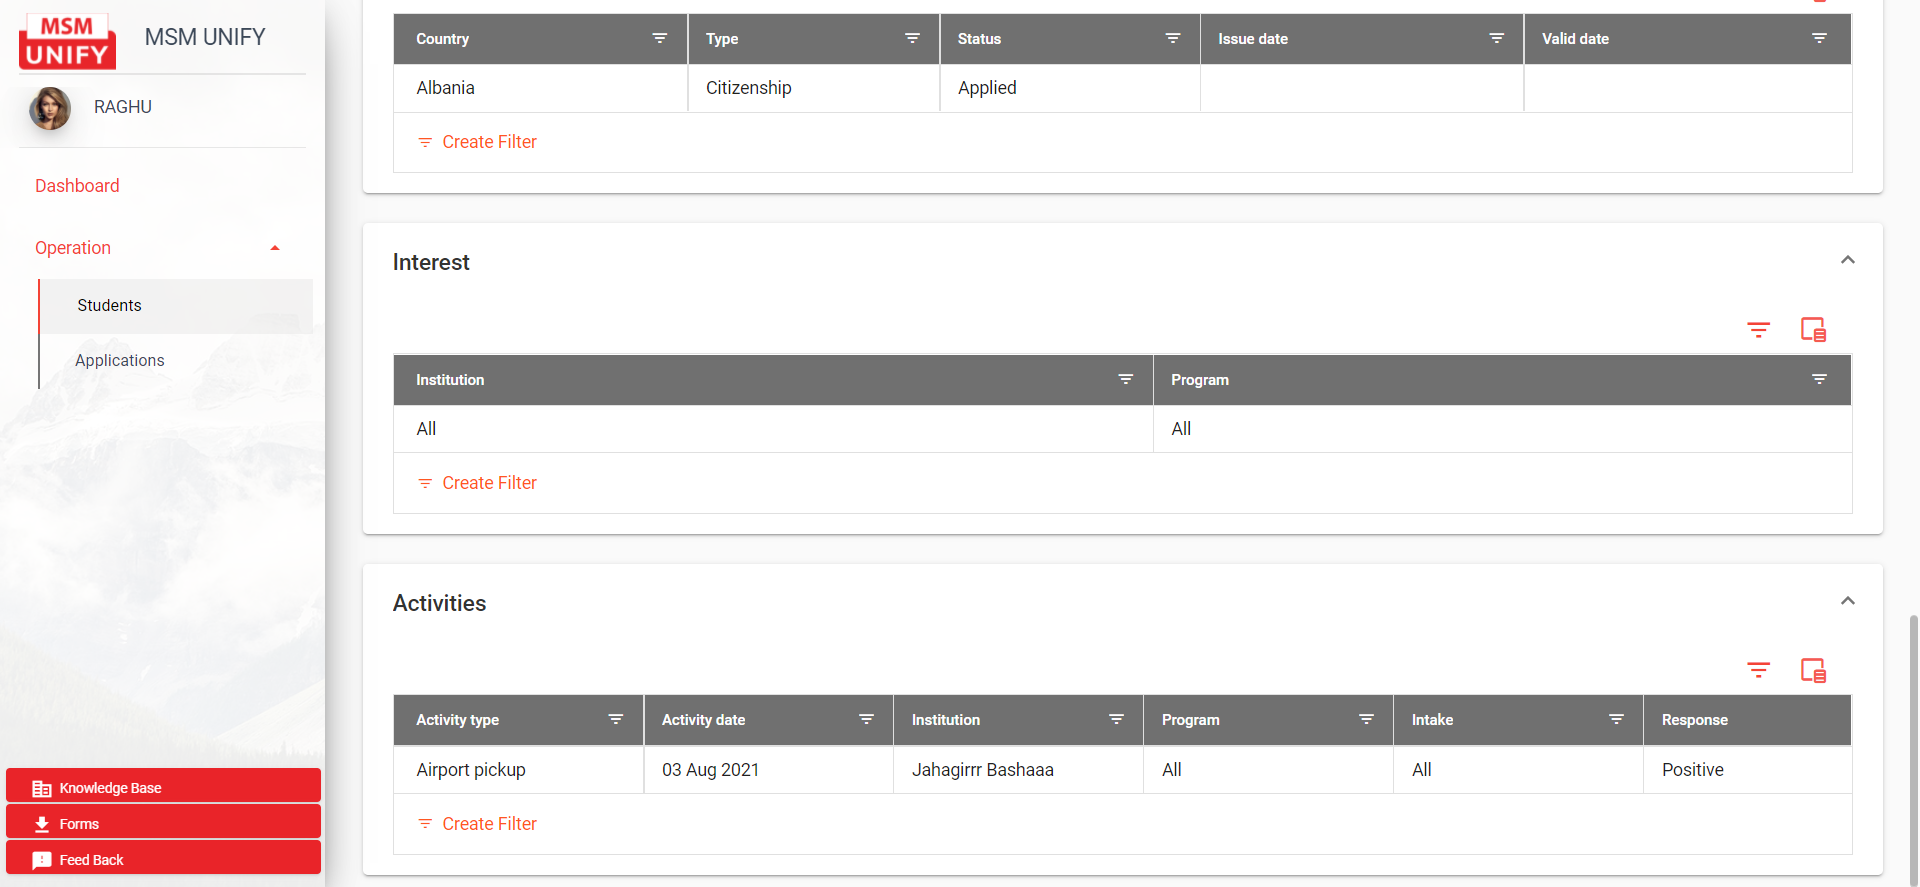 MSM
UNIFY
MSM UNIFY
RAGHU
Dashboard
Operation
Students
Applications
Knowledge Base
Forms
Feed Back
Country Type Status Issue date Valid date
Albania Citizenship Applied
Create Filter
Interest
Institution Program
All All
Create Filter
Activities
Activity type Activity date Institution Program Intake Response
Airport pickup 03 Aug 2021 Jahagirrr Bashaaa All All Positive
Create Filter